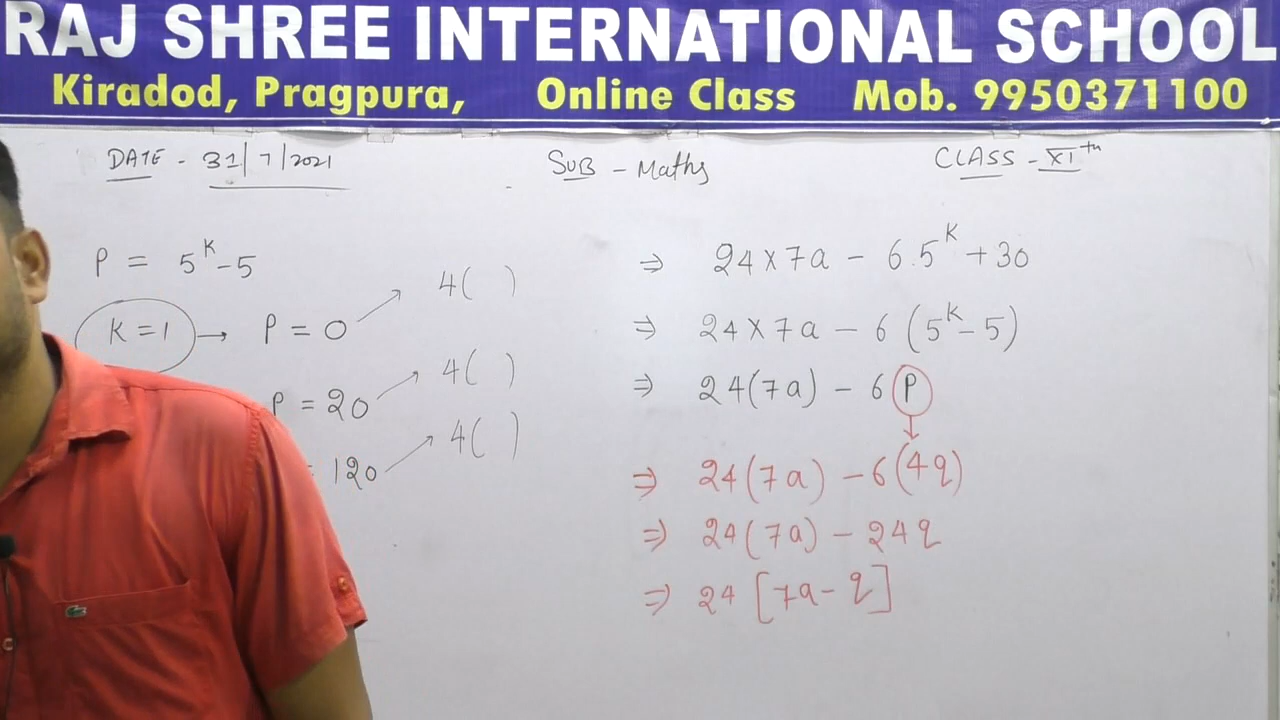 RAJ SHREE INTERNATIONAL SCHOOL
Kiradod, Pragpura, Online Class Mob. 9950371100
DATE - 31/7/2021 SUB - Maths CLASS - XIth
P = 5^k - 5
K = 1 → P = 0 → 4( )
P = 20 → 4( )
= 120 → 4( )
⇒ 24 × 7a - 6.5^k + 30
⇒ 24 × 7a - 6 (5^k - 5)
⇒ 24(7a) - 6 P
⇒ 24(7a) - 6(4q)
⇒ 24(7a) - 24q
⇒ 24 [7a - q]